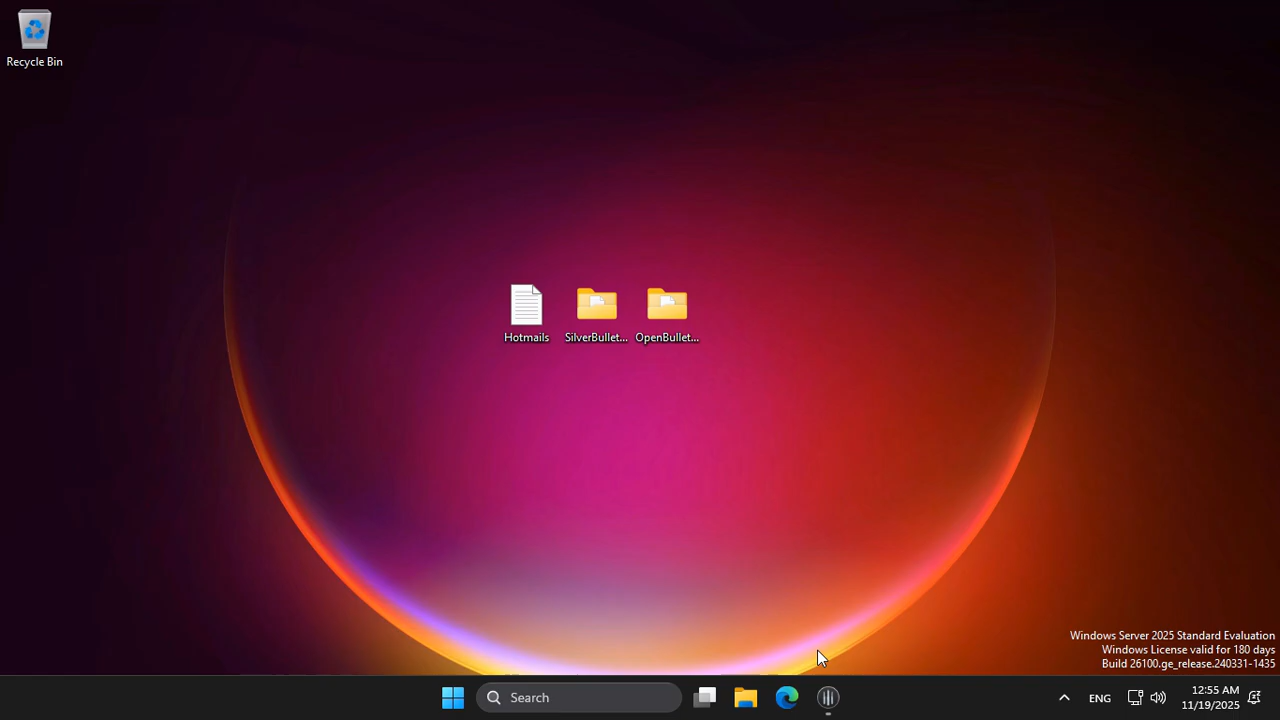 Recycle Bin
Hotmails
SilverBullet...
OpenBullet...
Windows Server 2025 Standard Evaluation
Windows License valid for 180 days
Build 26100.ge_release.240331-1435
Search
ENG
12:55 AM
11/19/2025